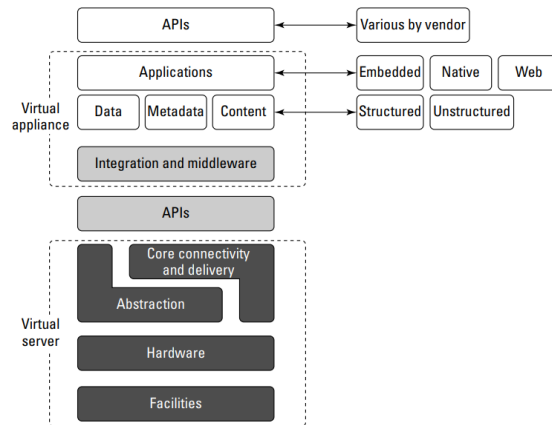 APIs
Various by vendor
Applications
Embedded
Native
Web
Virtual
appliance
Data
Metadata
Content
Structured
Unstructured
Integration and middleware
APIs
Core connectivity
and delivery
Abstraction
Virtual
server
Hardware
Facilities